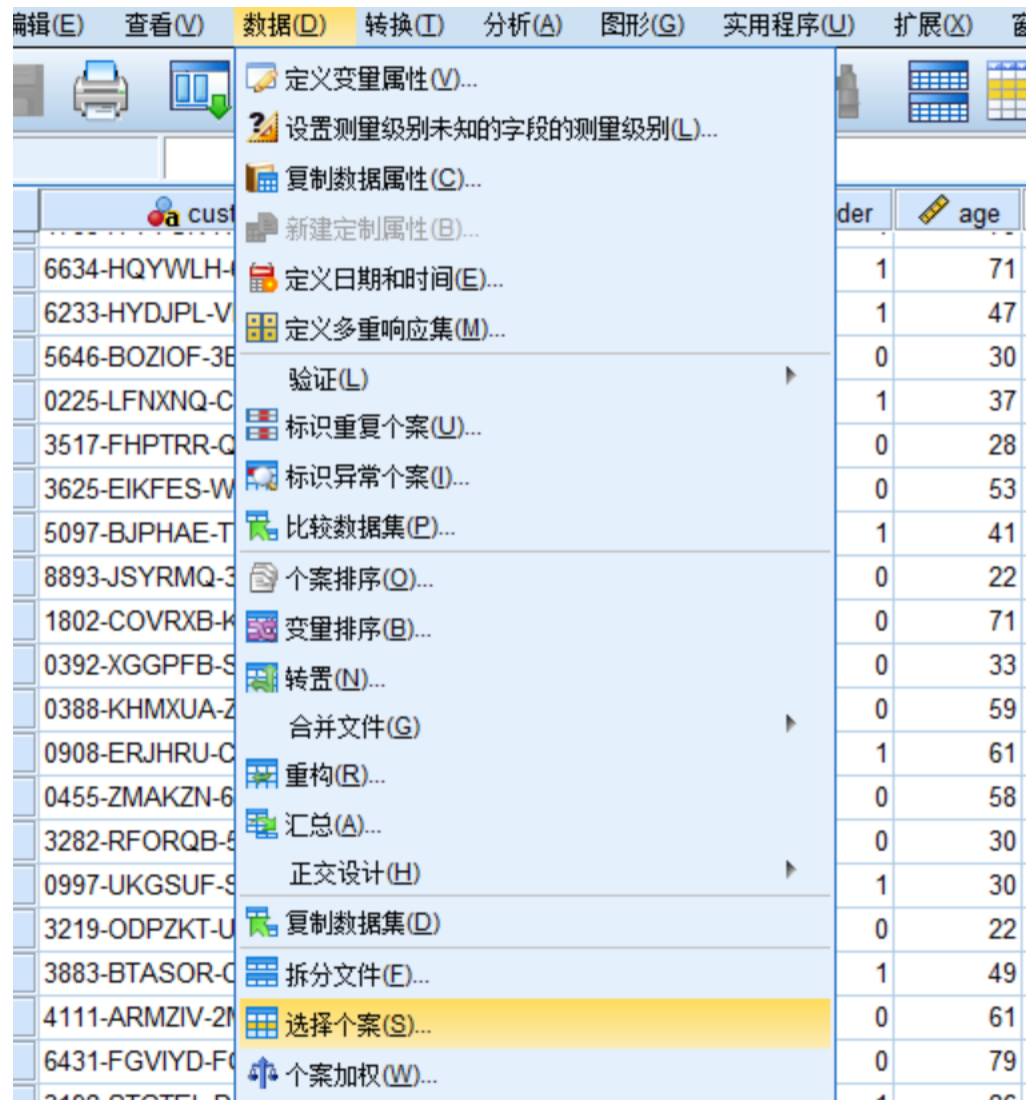 编辑(E) 查看(V) 数据(D) 转换(T) 分析(A) 图形(G) 实用程序(U) 扩展(X)
定义变量属性(V)...
设置测量级别未知的字段的测量级别(L)...
复制数据属性(C)...
a cust der age
新建定制属性(B)...
6634-HQYWLH- 1 71
定义日期和时间(E)...
6233-HYDJPL-V 1 47
定义多重响应集(M)...
5646-BOZIOF-3E 0 30
验证(L)
0225-LFNXNQ-C 1 37
标识重复个案(U)...
3517-FHPTRR-Q 0 28
标识异常个案(I)...
3625-EIKFES-W 0 53
比较数据集(P)...
5097-BJPHAE-T 1 41
个案排序(O)...
8893-JSYRMQ-3 0 22
变量排序(B)...
1802-COVRXB-K 0 71
转置(N)...
0392-XGGPFB-S 0 33
0388-KHMXUA-Z 0 59
合并文件(G)
0908-ERJHRU-C 1 61
重构(R)...
0455-ZMAKZN-6 0 58
汇总(A)...
3282-RFORQB-5 0 30
正交设计(H)
0997-UKGSUF-S 1 30
复制数据集(D)
3219-ODPZKT-U 0 22
拆分文件(F)...
3883-BTASOR-C 1 49
选择个案(S)...
4111-ARMZIV-2M 0 61
个案加权(W)...
6431-FGVIYD-F 0 79